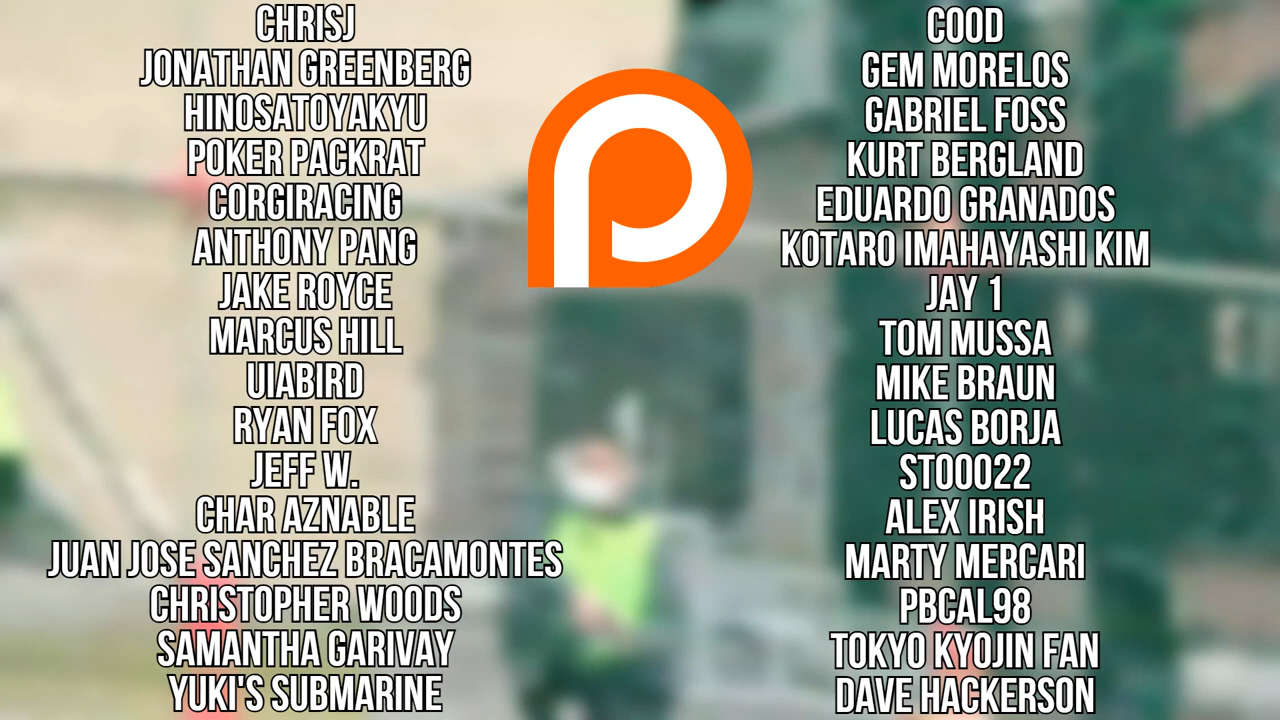 CHRISJ
JONATHAN GREENBERG
HINOSATOYAKYU
POKER PACKRAT
CORGIRACING
ANTHONY PANG
JAKE ROYCE
MARCUS HILL
UIABIRD
RYAN FOX
JEFF W.
CHAR AZNABLE
JUAN JOSE SANCHEZ BRACAMONTES
CHRISTOPHER WOODS
SAMANTHA GARIVAY
YUKI'S SUBMARINE
COOD
GEM MORELOS
GABRIEL FOSS
KURT BERGLAND
EDUARDO GRANADOS
KOTARO IMAHAYASHI KIM
JAY 1
TOM MUSSA
MIKE BRAUN
LUCAS BORJA
ST00022
ALEX IRISH
MARTY MERCARI
PBCAL98
TOKYO KYOJIN FAN
DAVE HACKERSON